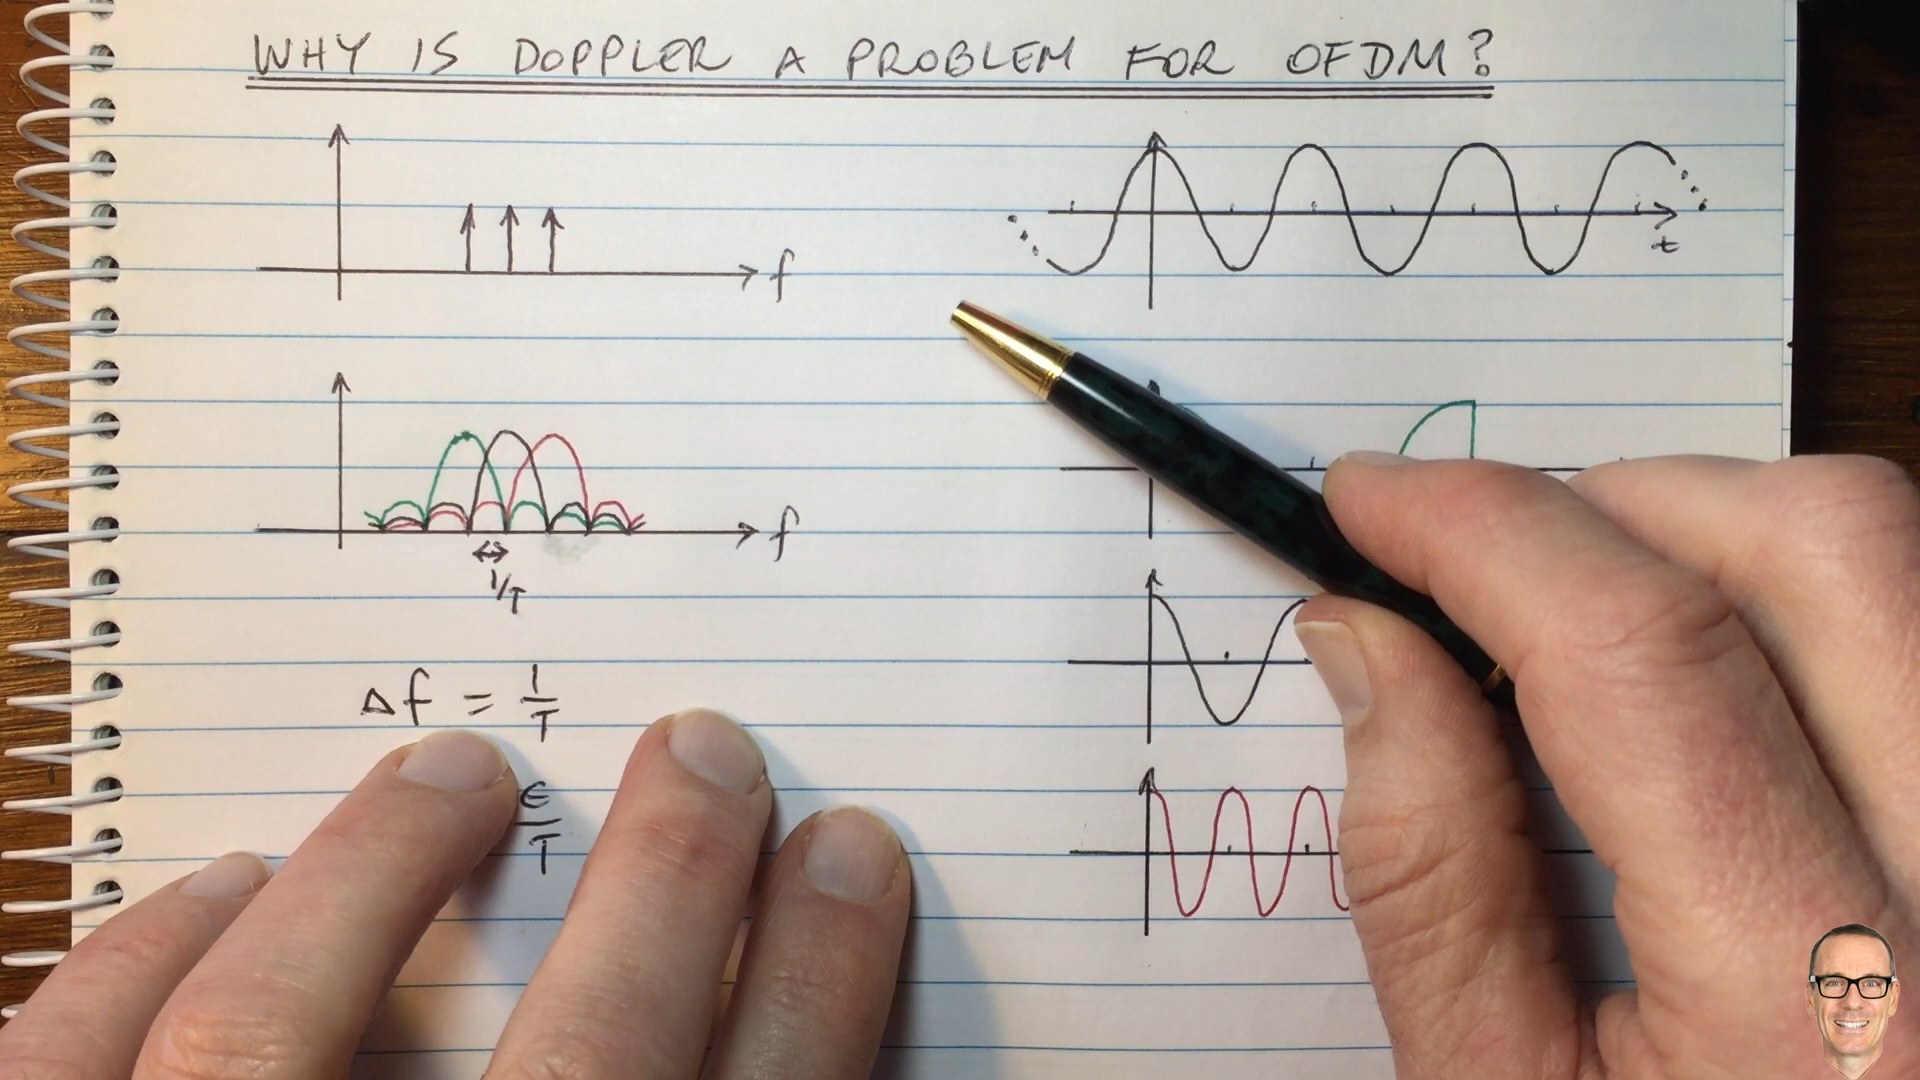 WHY IS DOPPLER A PROBLEM FOR OFDM?
f
t
f
1/T
Δf = 1/T
ϵ/T